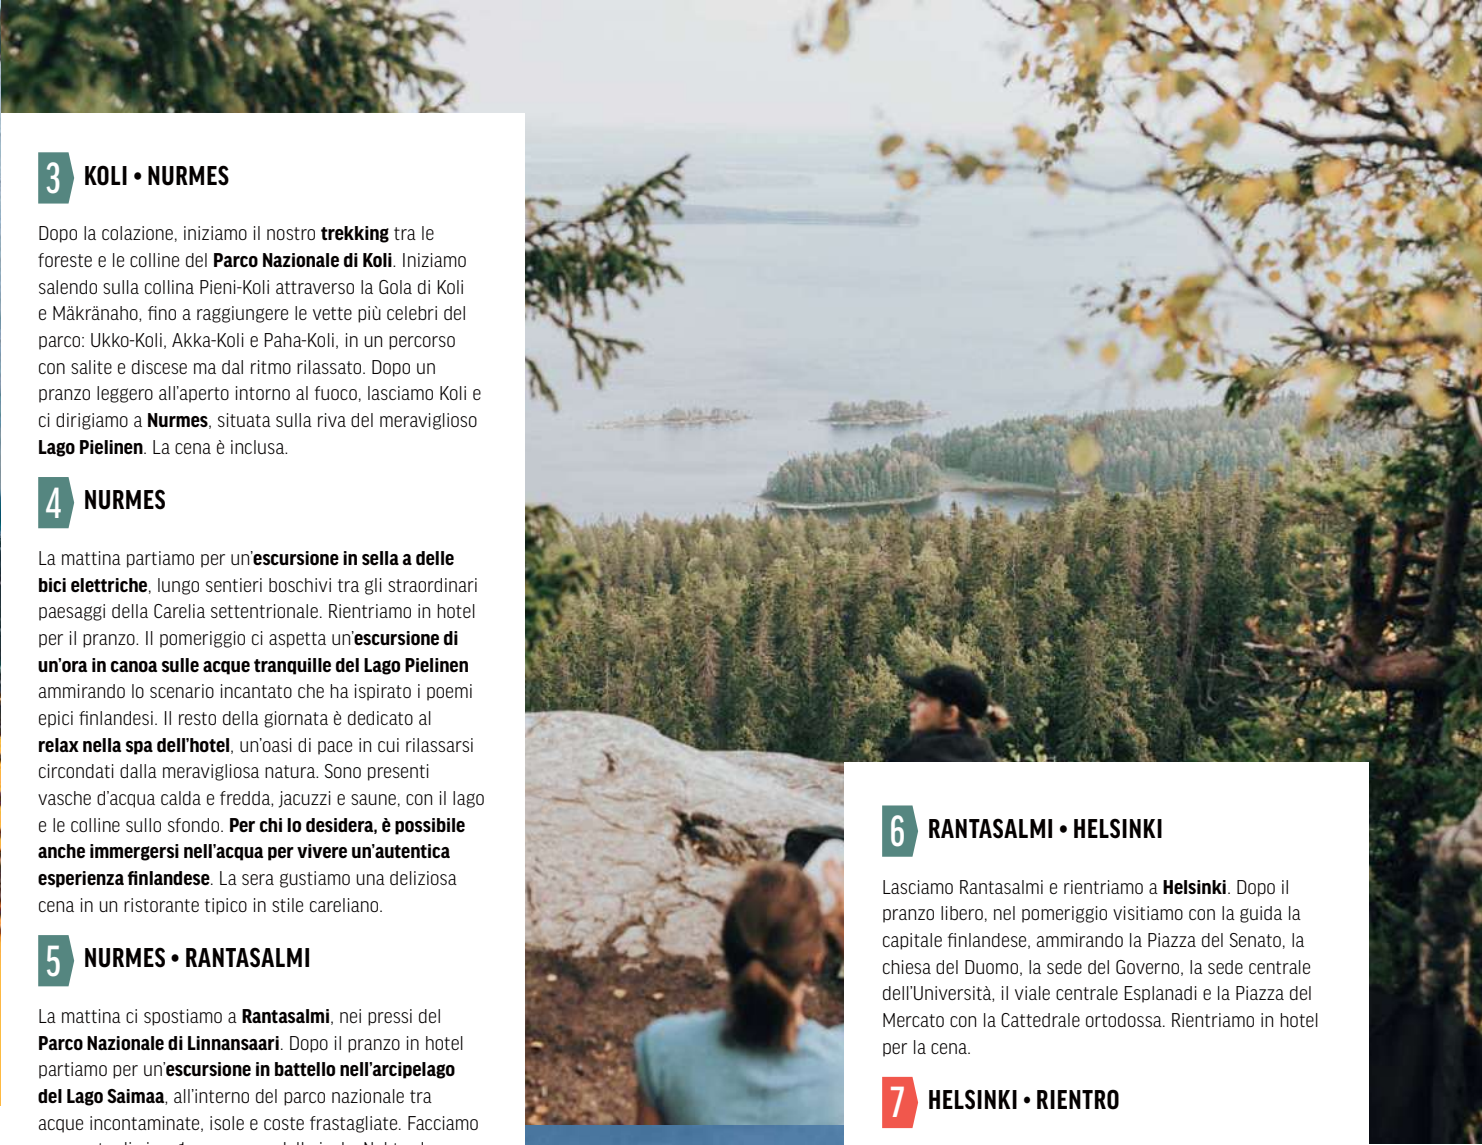 3 KOLI • NURMES
Dopo la colazione, iniziamo il nostro trekking tra le
foreste e le colline del Parco Nazionale di Koli. Iniziamo
salendo sulla collina Pieni-Koli attraverso la Gola di Koli
e Mäkränaho, fino a raggiungere le vette più celebri del
parco: Ukko-Koli, Akka-Koli e Paha-Koli, in un percorso
con salite e discese ma dal ritmo rilassato. Dopo un
pranzo leggero all'aperto intorno al fuoco, lasciamo Koli e
ci dirigiamo a Nurmes, situata sulla riva del meraviglioso
Lago Pielinen. La cena è inclusa.
4 NURMES
La mattina partiamo per un'escursione in sella a delle
bici elettriche, lungo sentieri boschivi tra gli straordinari
paesaggi della Carelia settentrionale. Rientriamo in hotel
per il pranzo. Il pomeriggio ci aspetta un'escursione di
un'ora in canoa sulle acque tranquille del Lago Pielinen
ammirando lo scenario incantato che ha ispirato i poemi
epici finlandesi. Il resto della giornata è dedicato al
relax nella spa dell'hotel, un'oasi di pace in cui rilassarsi
circondati dalla meravigliosa natura. Sono presenti
vasche d'acqua calda e fredda, jacuzzi e saune, con il lago
e le colline sullo sfondo. Per chi lo desidera, è possibile
anche immergersi nell'acqua per vivere un'autentica
esperienza finlandese. La sera gustiamo una deliziosa
cena in un ristorante tipico in stile careliano.
5 NURMES • RANTASALMI
La mattina ci spostiamo a Rantasalmi, nei pressi del
Parco Nazionale di Linnansaari. Dopo il pranzo in hotel
partiamo per un'escursione in battello nell'arcipelago
del Lago Saimaa, all'interno del parco nazionale tra
acque incontaminate, isole e coste frastagliate. Facciamo
6 RANTASALMI • HELSINKI
Lasciamo Rantasalmi e rientriamo a Helsinki. Dopo il
pranzo libero, nel pomeriggio visitiamo con la guida la
capitale finlandese, ammirando la Piazza del Senato, la
chiesa del Duomo, la sede del Governo, la sede centrale
dell'Università, il viale centrale Esplanadi e la Piazza del
Mercato con la Cattedrale ortodossa. Rientriamo in hotel
per la cena.
7 HELSINKI • RIENTRO